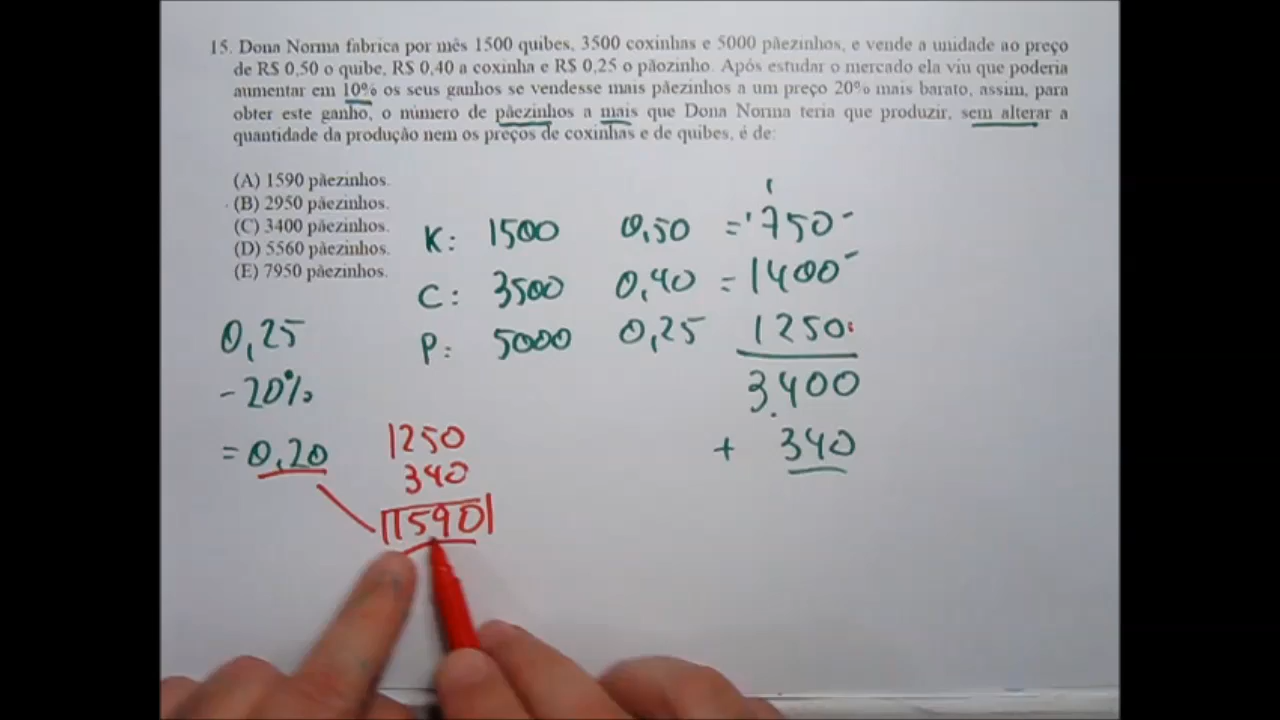 15. Dona Norma fabrica por mês 1500 quibes, 3500 coxinhas e 5000 pãezinhos, e vende a unidade ao preço
de R$ 0,50 o quibe, R$ 0,40 a coxinha e R$ 0,25 o pãozinho. Após estudar o mercado ela viu que poderia
aumentar em 10% os seus ganhos se vendesse mais pãezinhos a um preço 20% mais barato, assim, para
obter este ganho, o número de pãezinhos a mais que Dona Norma teria que produzir, sem alterar a
quantidade da produção nem os preços de coxinhas e de quibes, é de:
(A) 1590 pãezinhos.
(B) 2950 pãezinhos.
(C) 3400 pãezinhos.
(D) 5560 pãezinhos.
(E) 7950 pãezinhos.
1
K: 1500 0,50 = 750
C: 3500 0,40 = 1400
P: 5000 0,25 1250
3.400
+ 340
0,25
- 20%
= 0,20
1250
340
1590